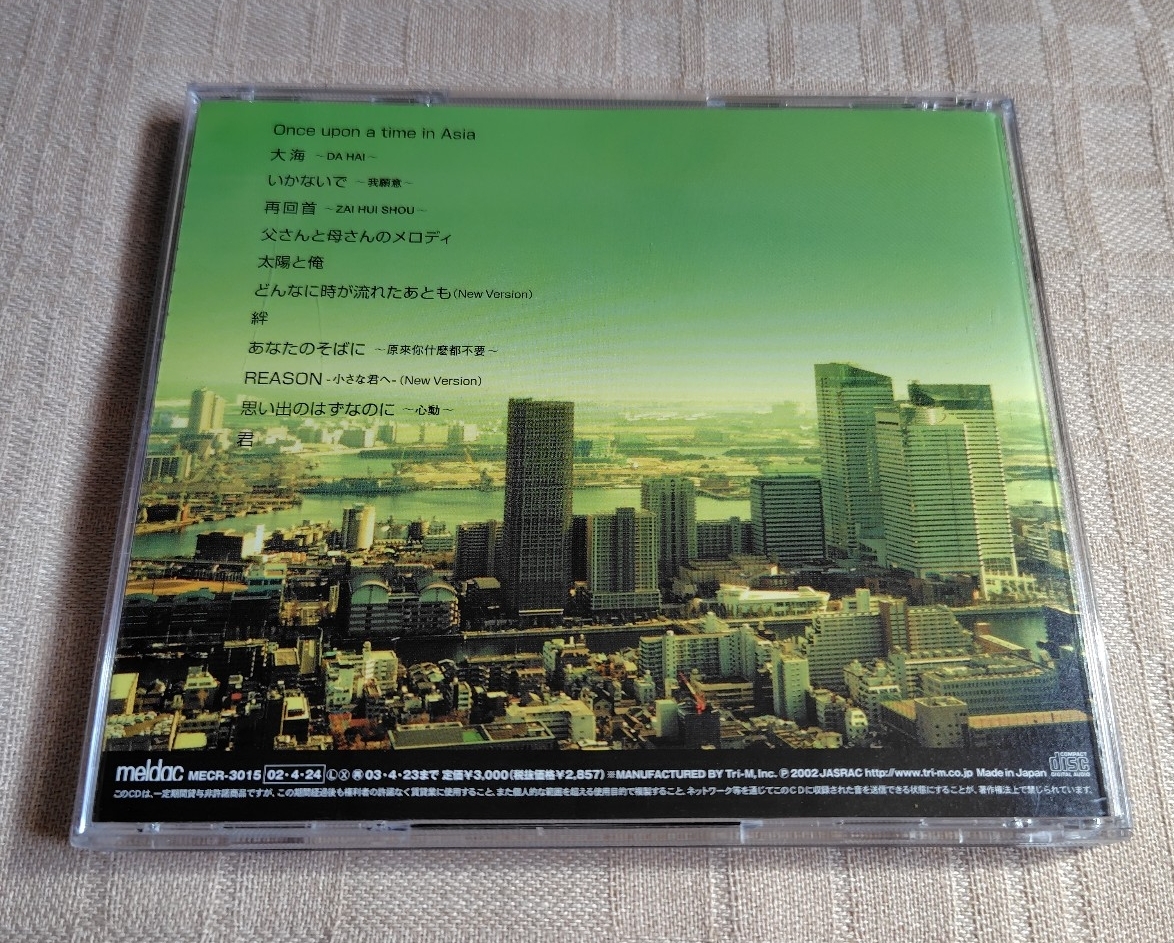 Once upon a time in Asia
大海 ～DA HAI～
いかないで ～我願意～
再回首 ～ZAI HUI SHOU～
父さんと母さんのメロディ
太陽と俺
どんなに時が流れたあとも(New Version)
絆
あなたのそばに ～原來你什麼都不要～
REASON -小さな君へ- (New Version)
思い出のはずなのに ～心動～
君
meldac MECR-3015 02・4・24 Ⓛ Ⓧ 03・4・23まで 定価¥3,000(税抜価格¥2,857) ※MANUFACTURED BY Tri-M, Inc. Ⓟ 2002 JASRAC http://www.tri-m.co.jp Made in Japan COMPACT disc DIGITAL AUDIO
このCDは、一定期間貸与非許諾商品ですが、この期間経過後も権利者の許諾なく賃貸業に使用すること、また個人的な範囲を超える使用目的で複製すること、ネットワーク等を通じてこのCDに収録された音を送信できる状態にすることが、著作権法上で禁じられています。